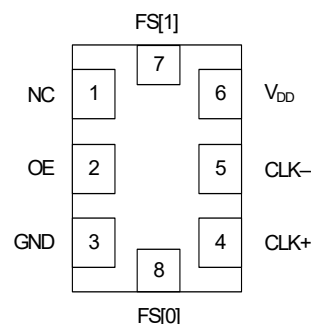 FS[1]
7
NC 1 6 VDD
OE 2 5 CLK–
GND 3 4 CLK+
8
FS[0]